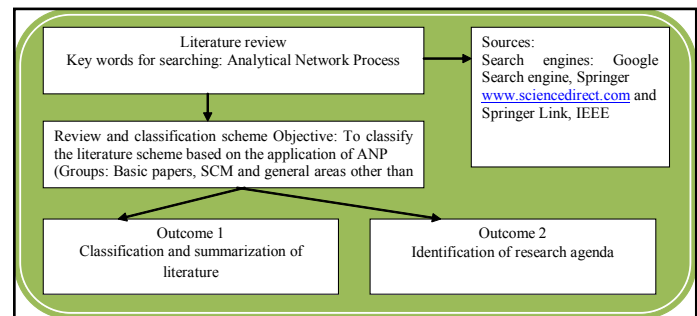 Literature review
Key words for searching: Analytical Network Process
Sources:
Search engines: Google
Search engine, Springer
www.sciencedirect.com and
Springer Link, IEEE
Review and classification scheme Objective: To classify
the literature scheme based on the application of ANP
(Groups: Basic papers, SCM and general areas other than
Outcome 1
Classification and summarization of
literature
Outcome 2
Identification of research agenda